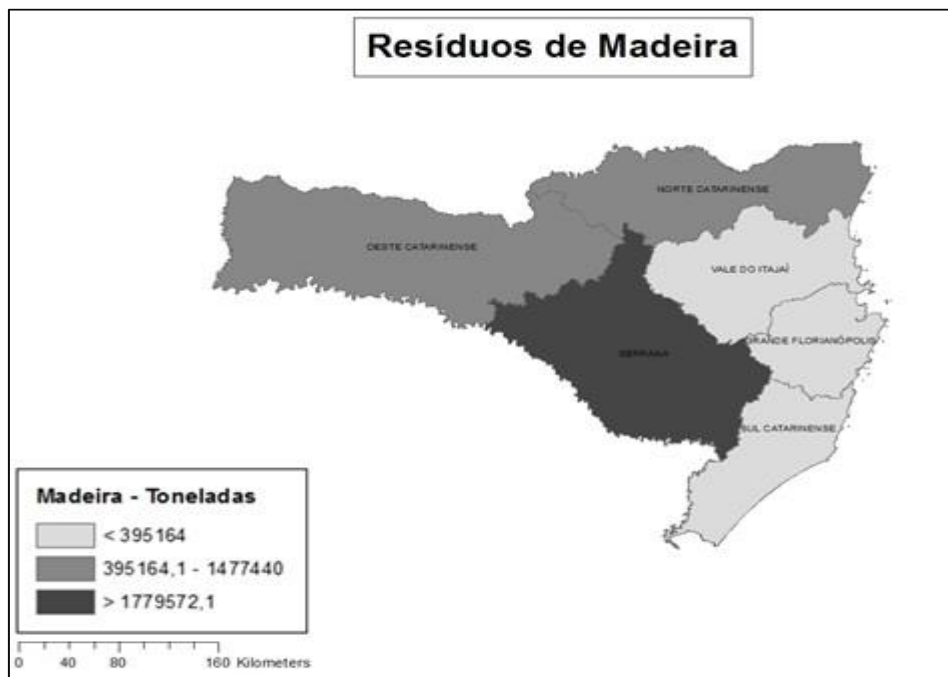 Resíduos de Madeira
NORTE CATARINENSE
OESTE CATARINENSE
VALE DO ITAJAÍ
GRANDE FLORIANÓPOLIS
SERRANA
SUL CATARINENSE
Madeira - Toneladas
< 395164
395164,1 - 1477440
> 1779572,1
0 40 80 160 Kilometers